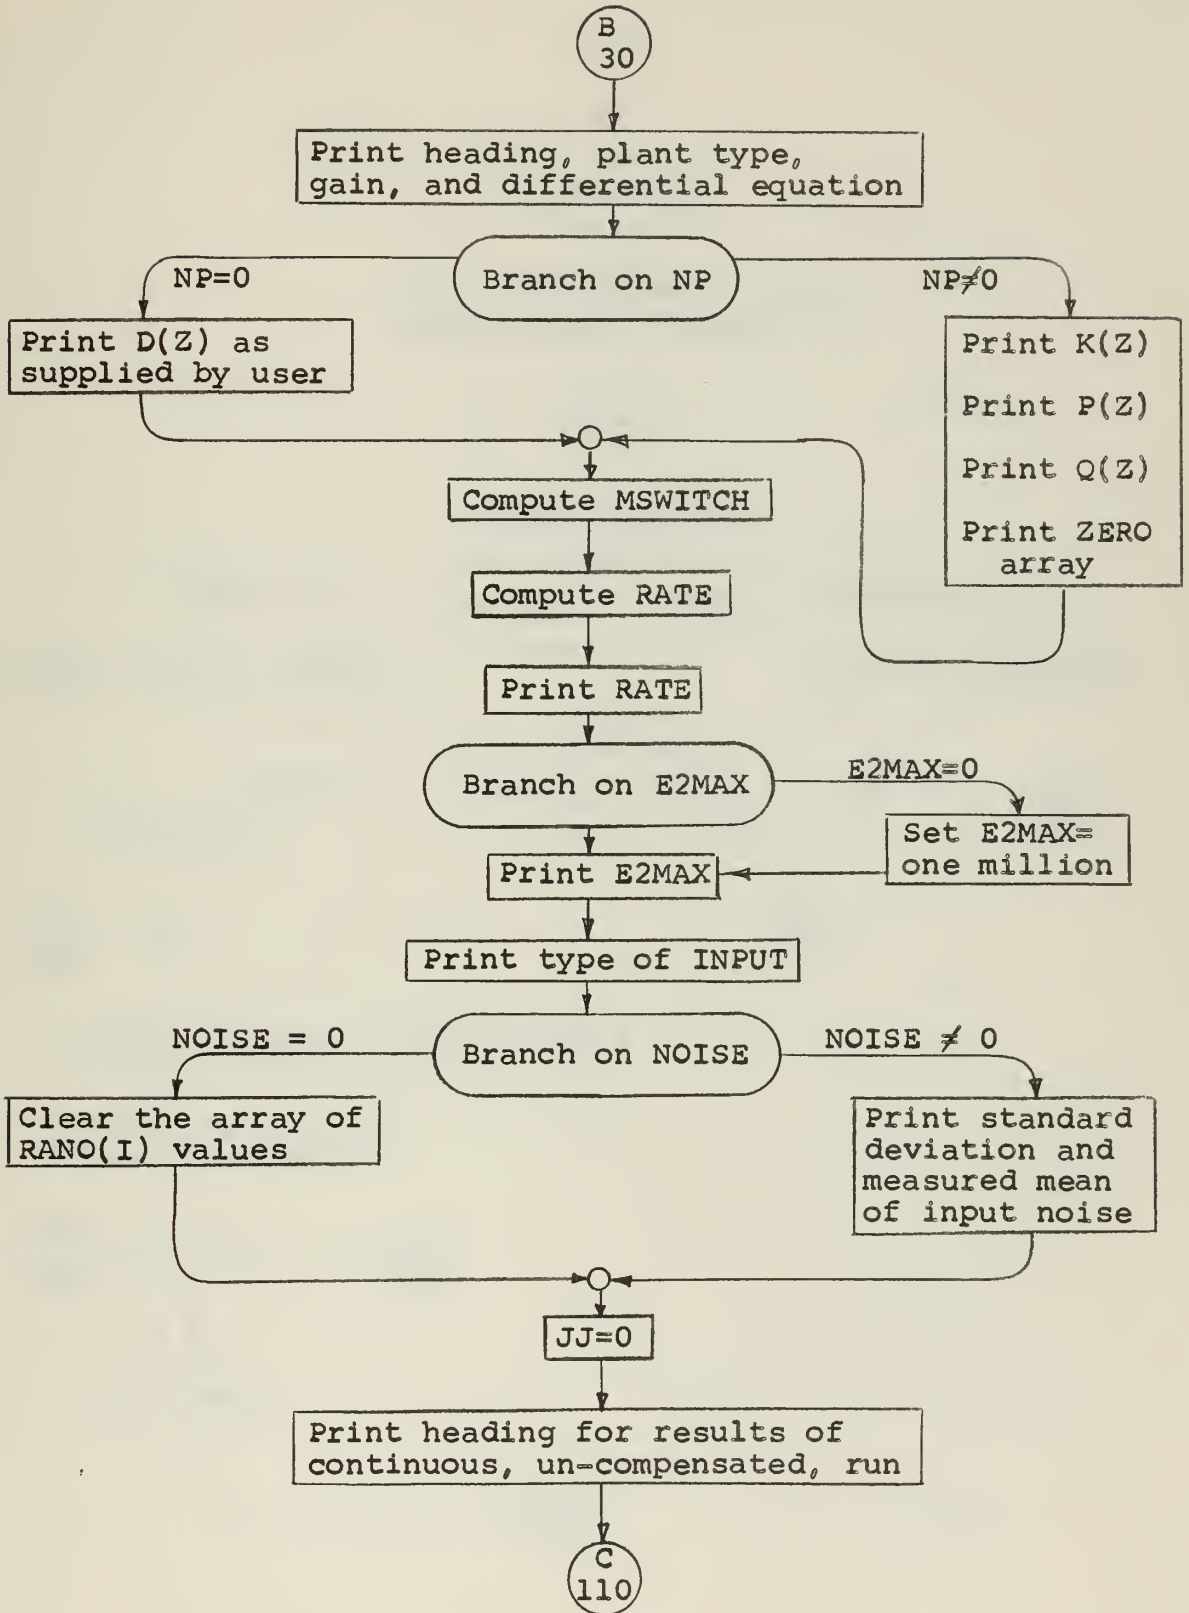 B
30
Print heading, plant type,
gain, and differential equation
Branch on NP
NP=0
NP≠0
Print D(Z) as
supplied by user
Print K(Z)
Print P(Z)
Print Q(Z)
Print ZERO
array
Compute MSWITCH
Compute RATE
Print RATE
Branch on E2MAX
E2MAX=0
Set E2MAX=
one million
Print E2MAX
Print type of INPUT
Branch on NOISE
NOISE = 0
NOISE ≠ 0
Clear the array of
RANO(I) values
Print standard
deviation and
measured mean
of input noise
JJ=0
Print heading for results of
continuous, un-compensated, run
C
110